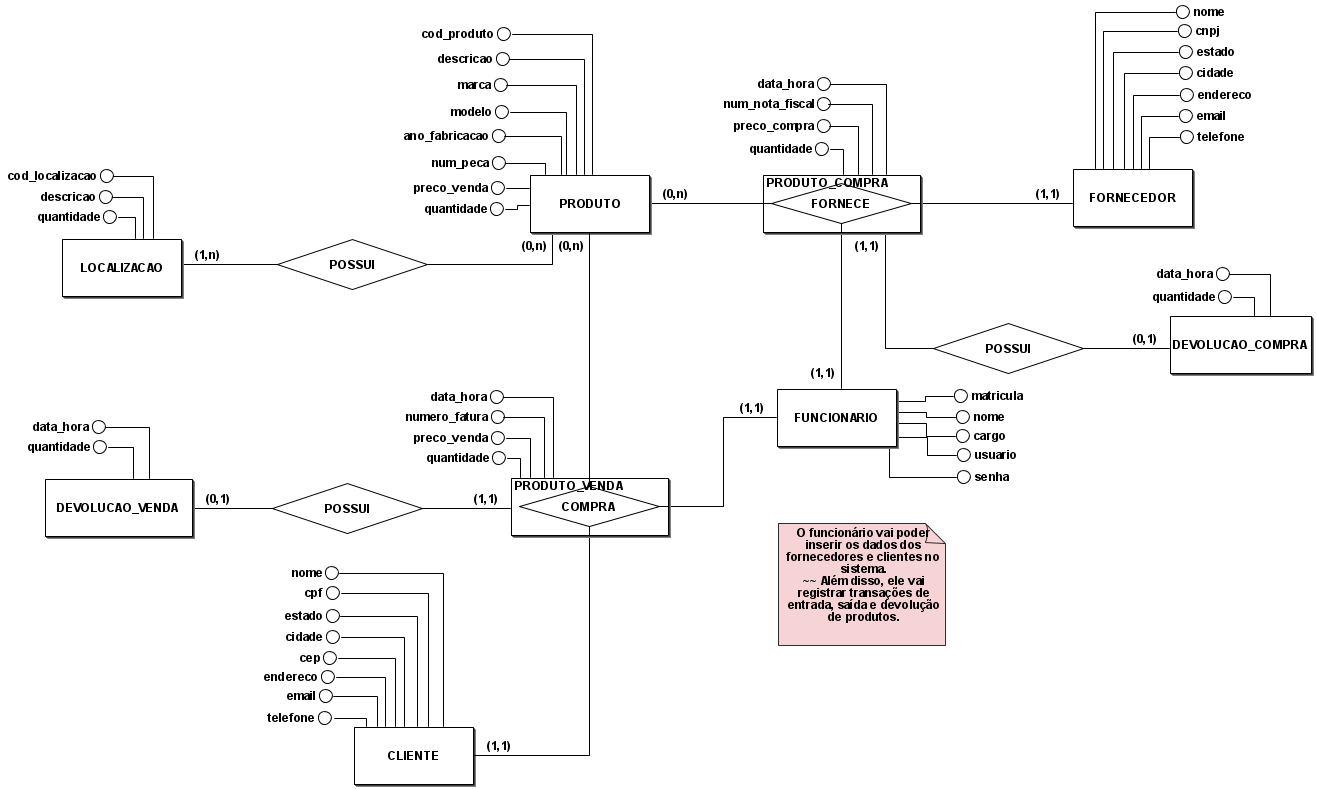 cod_produto
descricao
marca
modelo
ano_fabricacao
num_peca
preco_venda
quantidade
PRODUTO
(0,n)
(0,n)
(0,n)
data_hora
num_nota_fiscal
preco_compra
quantidade
PRODUTO_COMPRA
FORNECE
(1,1)
(1,1)
nome
cnpj
estado
cidade
endereco
email
telefone
FORNECEDOR
cod_localizacao
descricao
quantidade
LOCALIZACAO
(1,n)
POSSUI
data_hora
quantidade
DEVOLUCAO_COMPRA
(0,1)
POSSUI
(1,1)
(1,1)
FUNCIONARIO
matricula
nome
cargo
usuario
senha
data_hora
numero_fatura
preco_venda
quantidade
PRODUTO_VENDA
COMPRA
(1,1)
data_hora
quantidade
DEVOLUCAO_VENDA
(0,1)
POSSUI
O funcionário vai poder
inserir os dados dos
fornecedores e clientes no
sistema.
~~ Além disso, ele vai
registrar transações de
entrada, saída e devolução
de produtos.
nome
cpf
estado
cidade
cep
endereco
email
telefone
CLIENTE
(1,1)